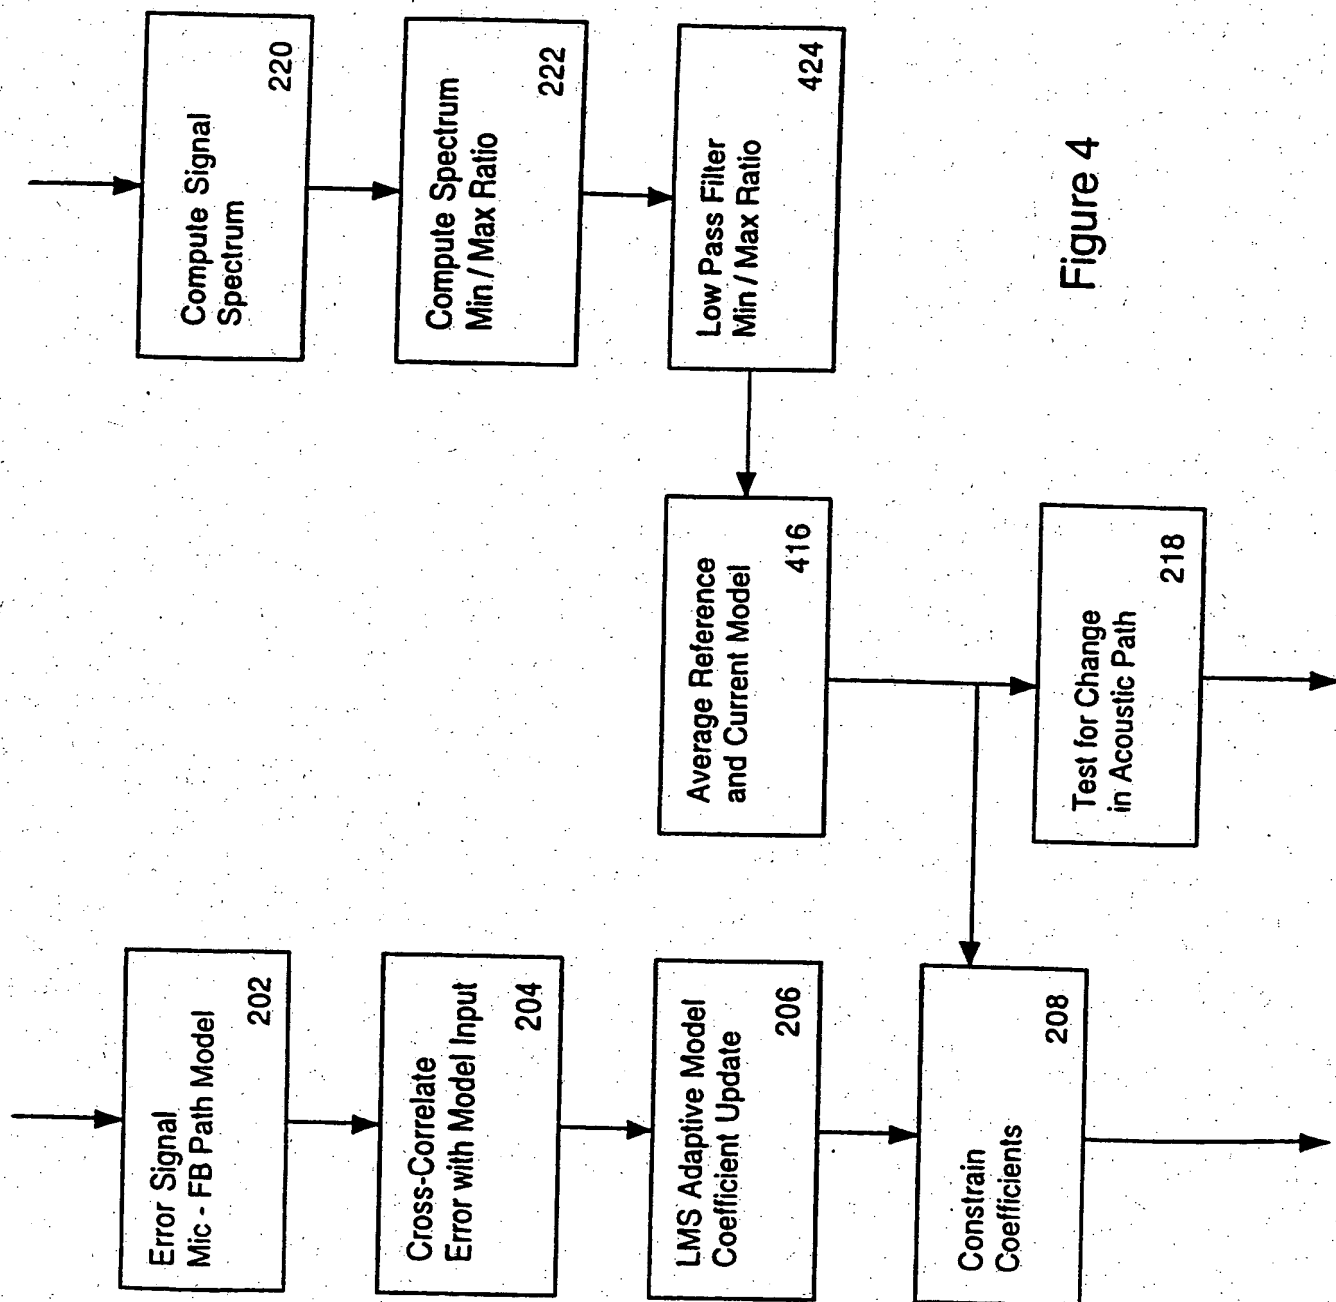 Error Signal
Mic - FB Path Model
202
Cross-Correlate
Error with Model Input
204
LMS Adaptive Model
Coefficient Update
206
Constrain
Coefficients
208
Average Reference
and Current Model
416
Test for Change
in Acoustic Path
218
Compute Signal
Spectrum
220
Compute Spectrum
Min / Max Ratio
222
Low Pass Filter
Min / Max Ratio
424
Figure 4